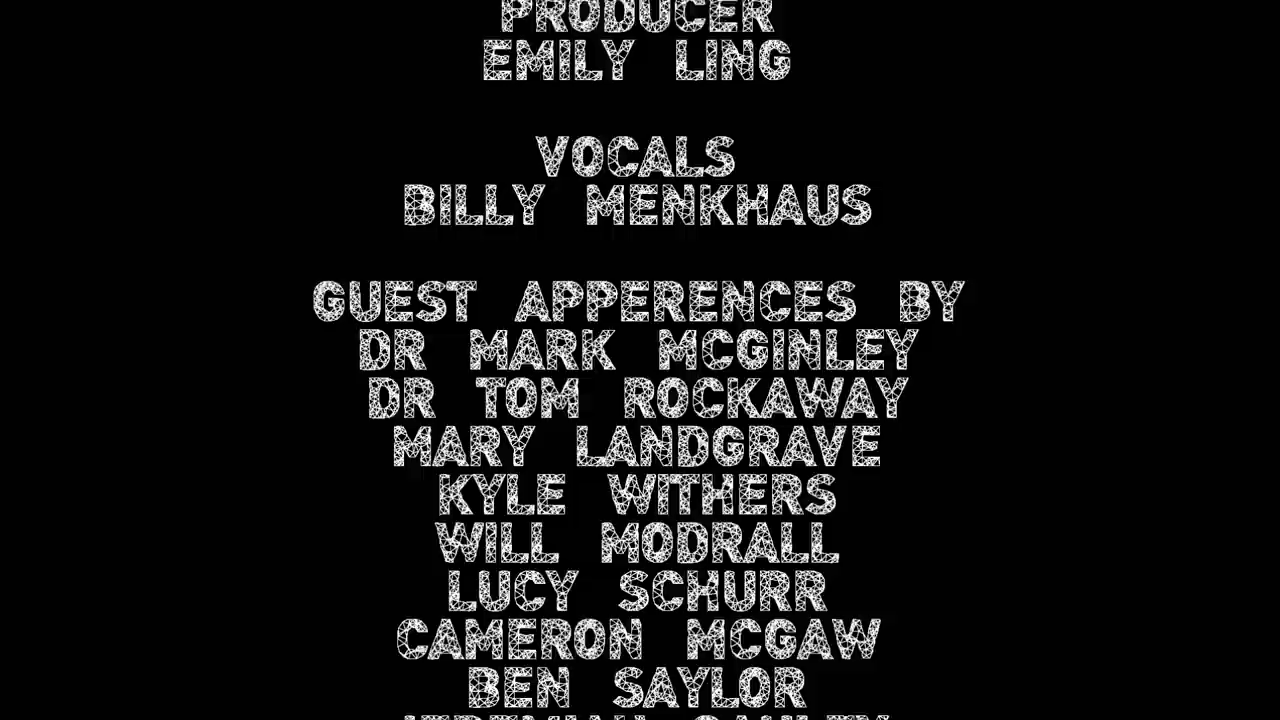 PRODUCER
EMILY LING
VOCALS
BILLY MENKHAUS
GUEST APPERENCES BY
DR MARK MCGINLEY
DR TOM ROCKAWAY
MARY LANDGRAVE
KYLE WITHERS
WILL MODRALL
LUCY SCHURR
CAMERON MCGAW
BEN SAYLOR